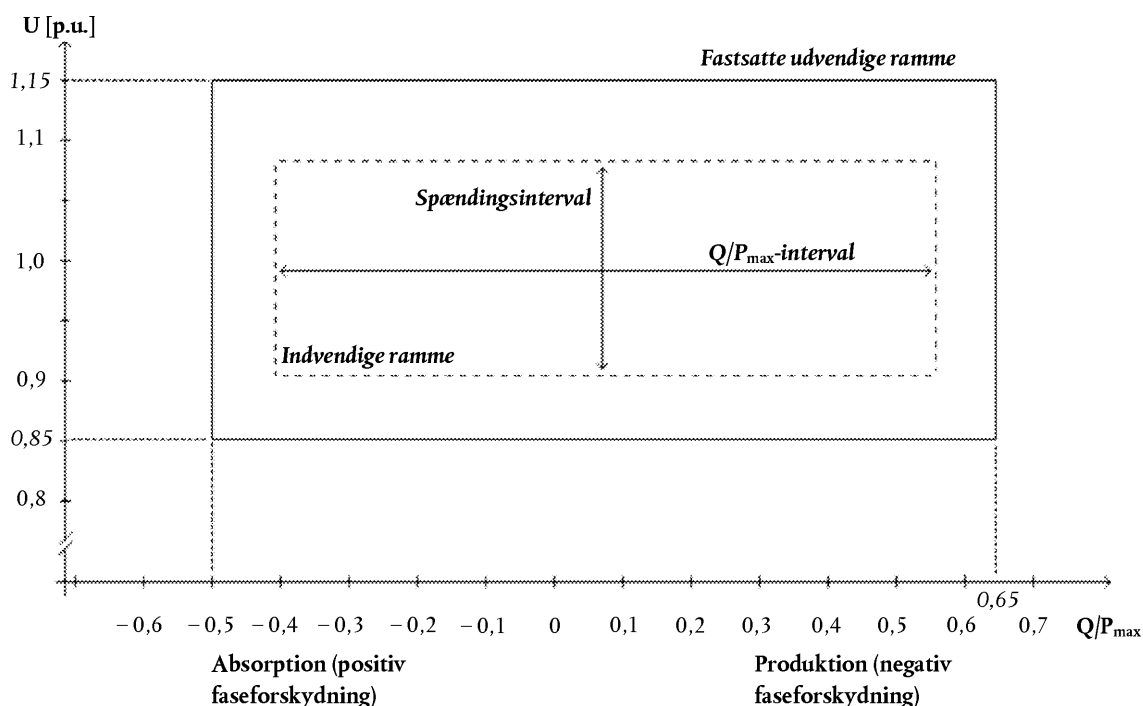 U [p.u.]
Fastsatte udvendige ramme
1,15
1,1
Spændingsinterval
1,0
Q/Pmax-interval
Indvendige ramme
0,9
0,85
0,8
0,65
−0,6 −0,5 −0,4 −0,3 −0,2 −0,1 0 0,1 0,2 0,3 0,4 0,5 0,6 0,7 Q/Pmax
Absorption (positiv
faseforskydning)
Produktion (negativ
faseforskydning)